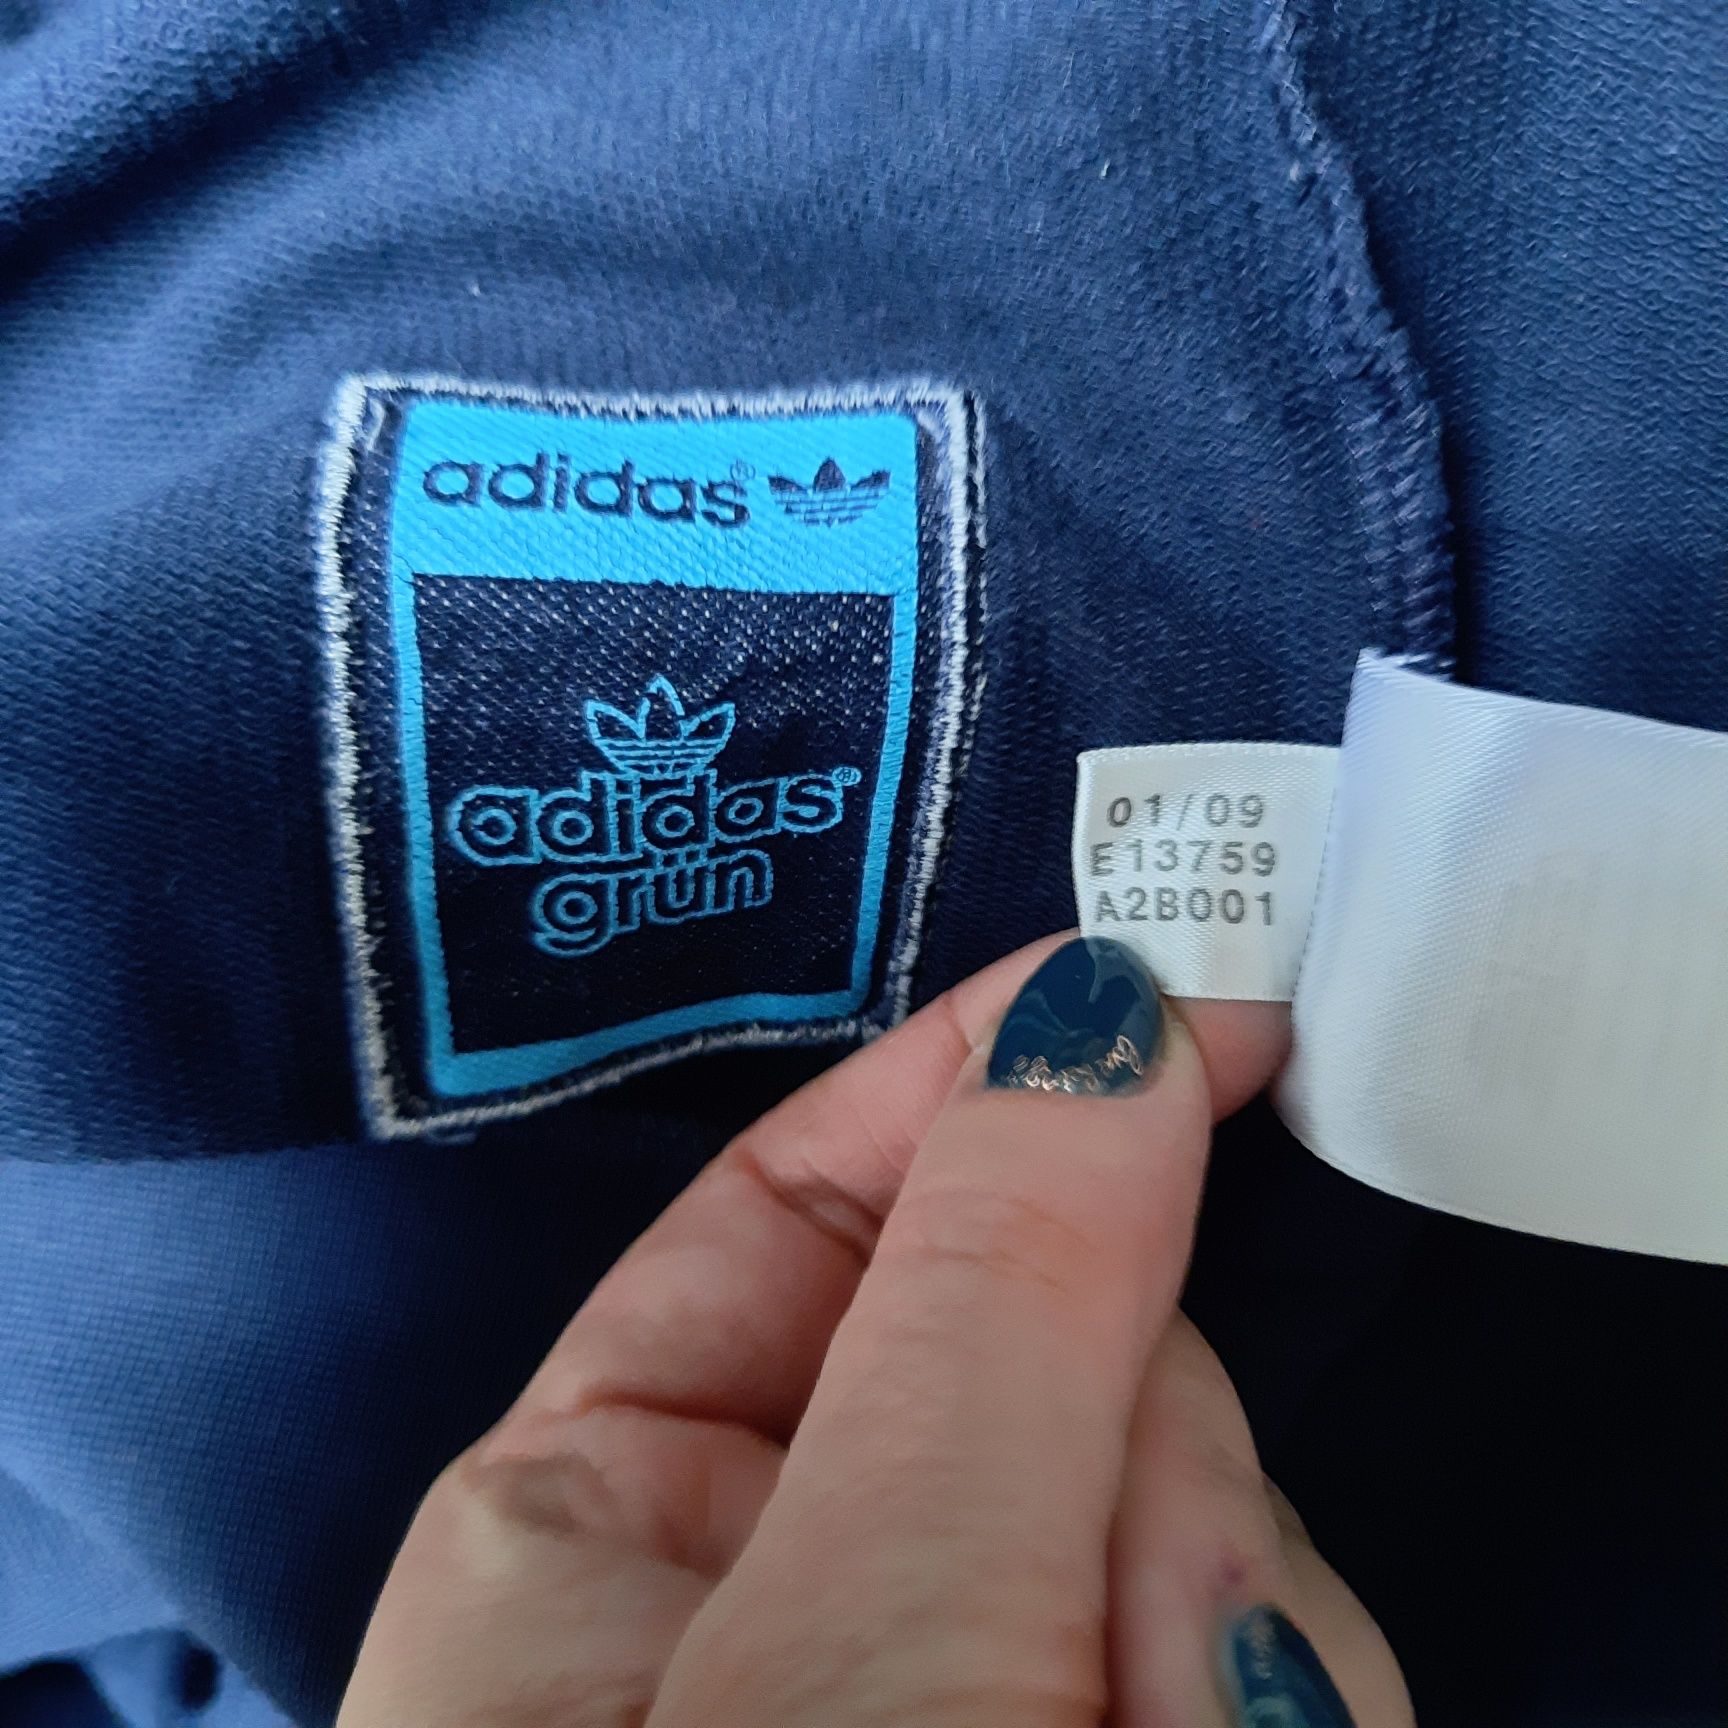 adidas®
adidas®
grün
01/09
E13759
A2B001